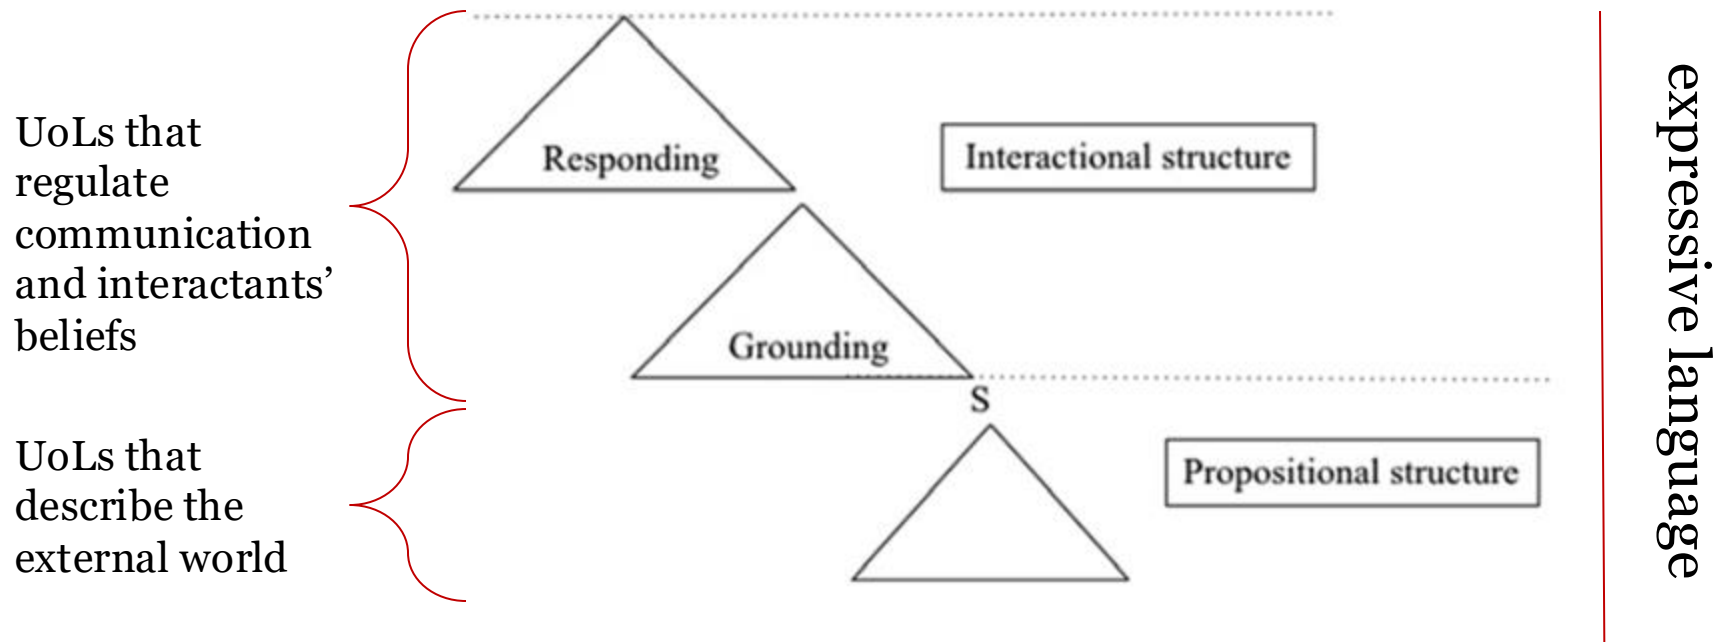 UoLs that
regulate
communication
and interactants’
beliefs
UoLs that
describe the
external world
Responding
Interactional structure
Grounding
S
Propositional structure
expressive language